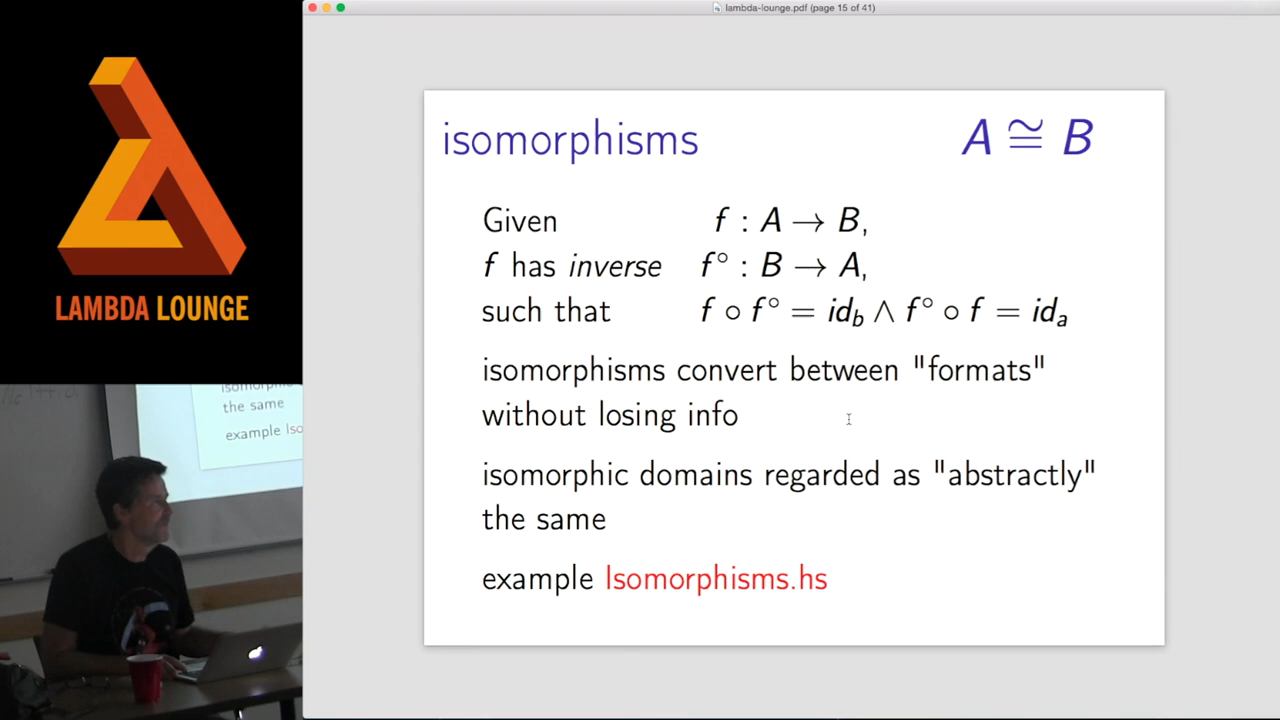 lambda-lounge.pdf (page 15 of 41)
isomorphisms A ≅ B
Given f : A → B,
f has inverse f° : B → A,
such that f ∘ f° = id_b ∧ f° ∘ f = id_a
isomorphisms convert between "formats"
without losing info
isomorphic domains regarded as "abstractly"
the same
example Isomorphisms.hs
LAMBDA LOUNGE
the same
example Iso